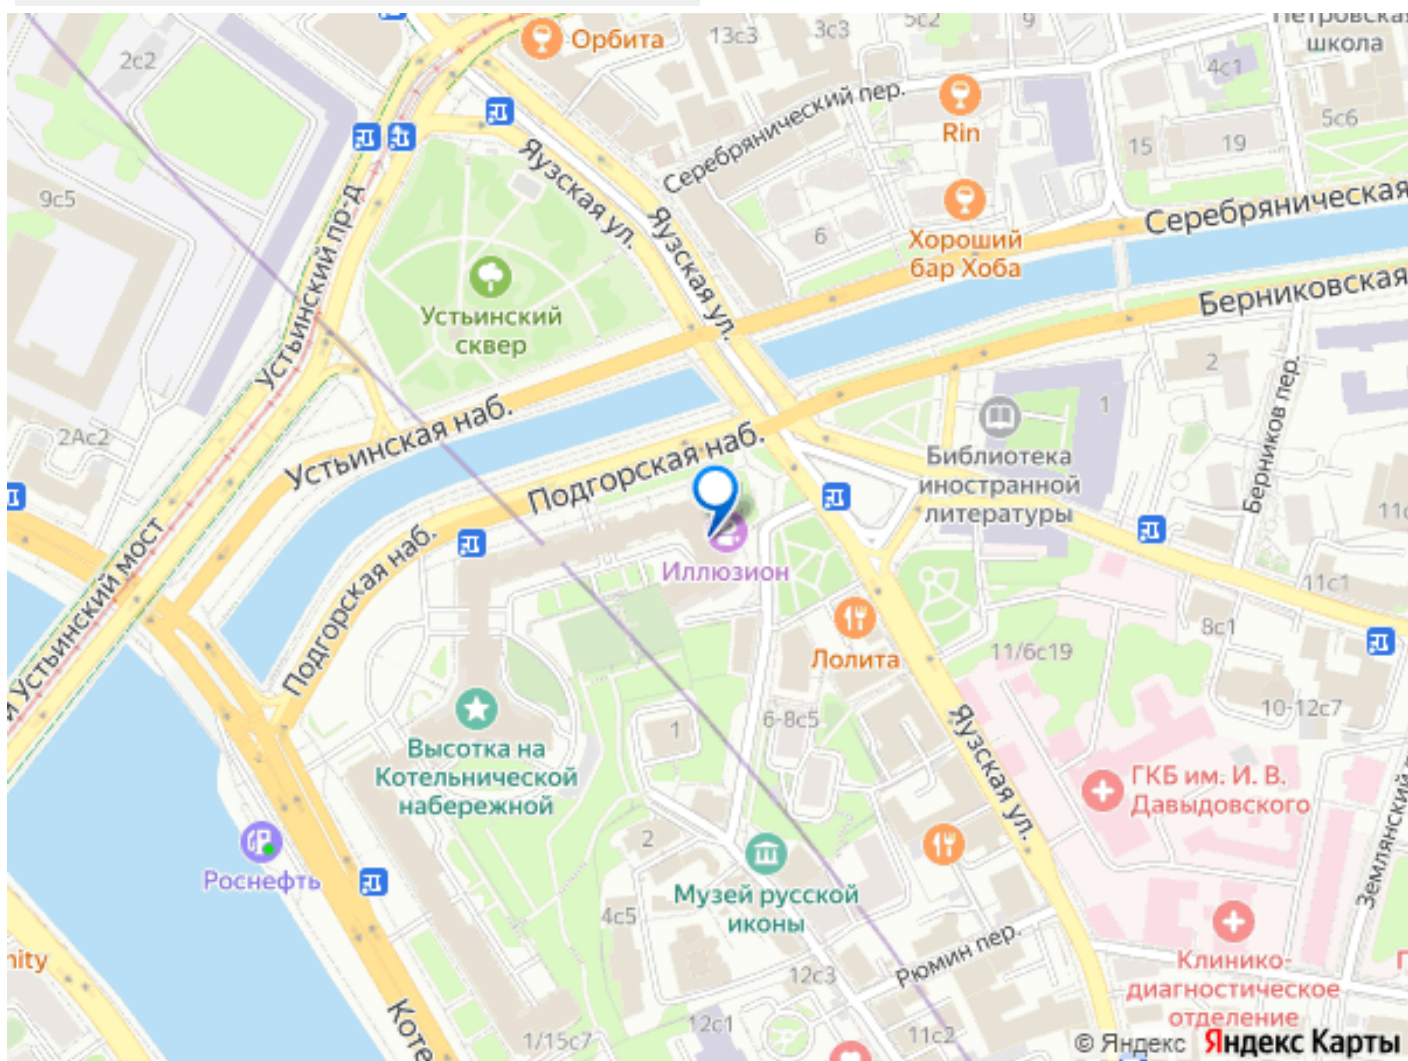 Орбита
13с3
3с3
5с2
9
Петровская
школа
2с2
4с1
Rin
Серебрянический пер.
5с6
15
19
Яузская ул.
9с5
Устьинский пр-д
Яузская ул.
6
Хороший
бар Хоба
Серебряническая
Берниковская
Устьинский
сквер
2
Берников пер.
1
2Ас2
Устьинская наб.
Подгорская наб.
Библиотека
иностранной
литературы
11с
Иллюзион
Подгорская наб.
й Устьинский мост
11с1
8с1
Лолита
11/6с19
10-12с7
1
6-8с5
Яузская ул.
Высотка на
Котельнической
набережной
ГКБ им. И. В.
Давыдовского
Землянский п
2
Роснефть
Музей русской
иконы
4с5
Рюмин пер.
nity
12с3
Клинико-
диагностическое
отделение
Г
Коте
1/15с7
12с1
11с2
© Яндекс Яндекс Карты